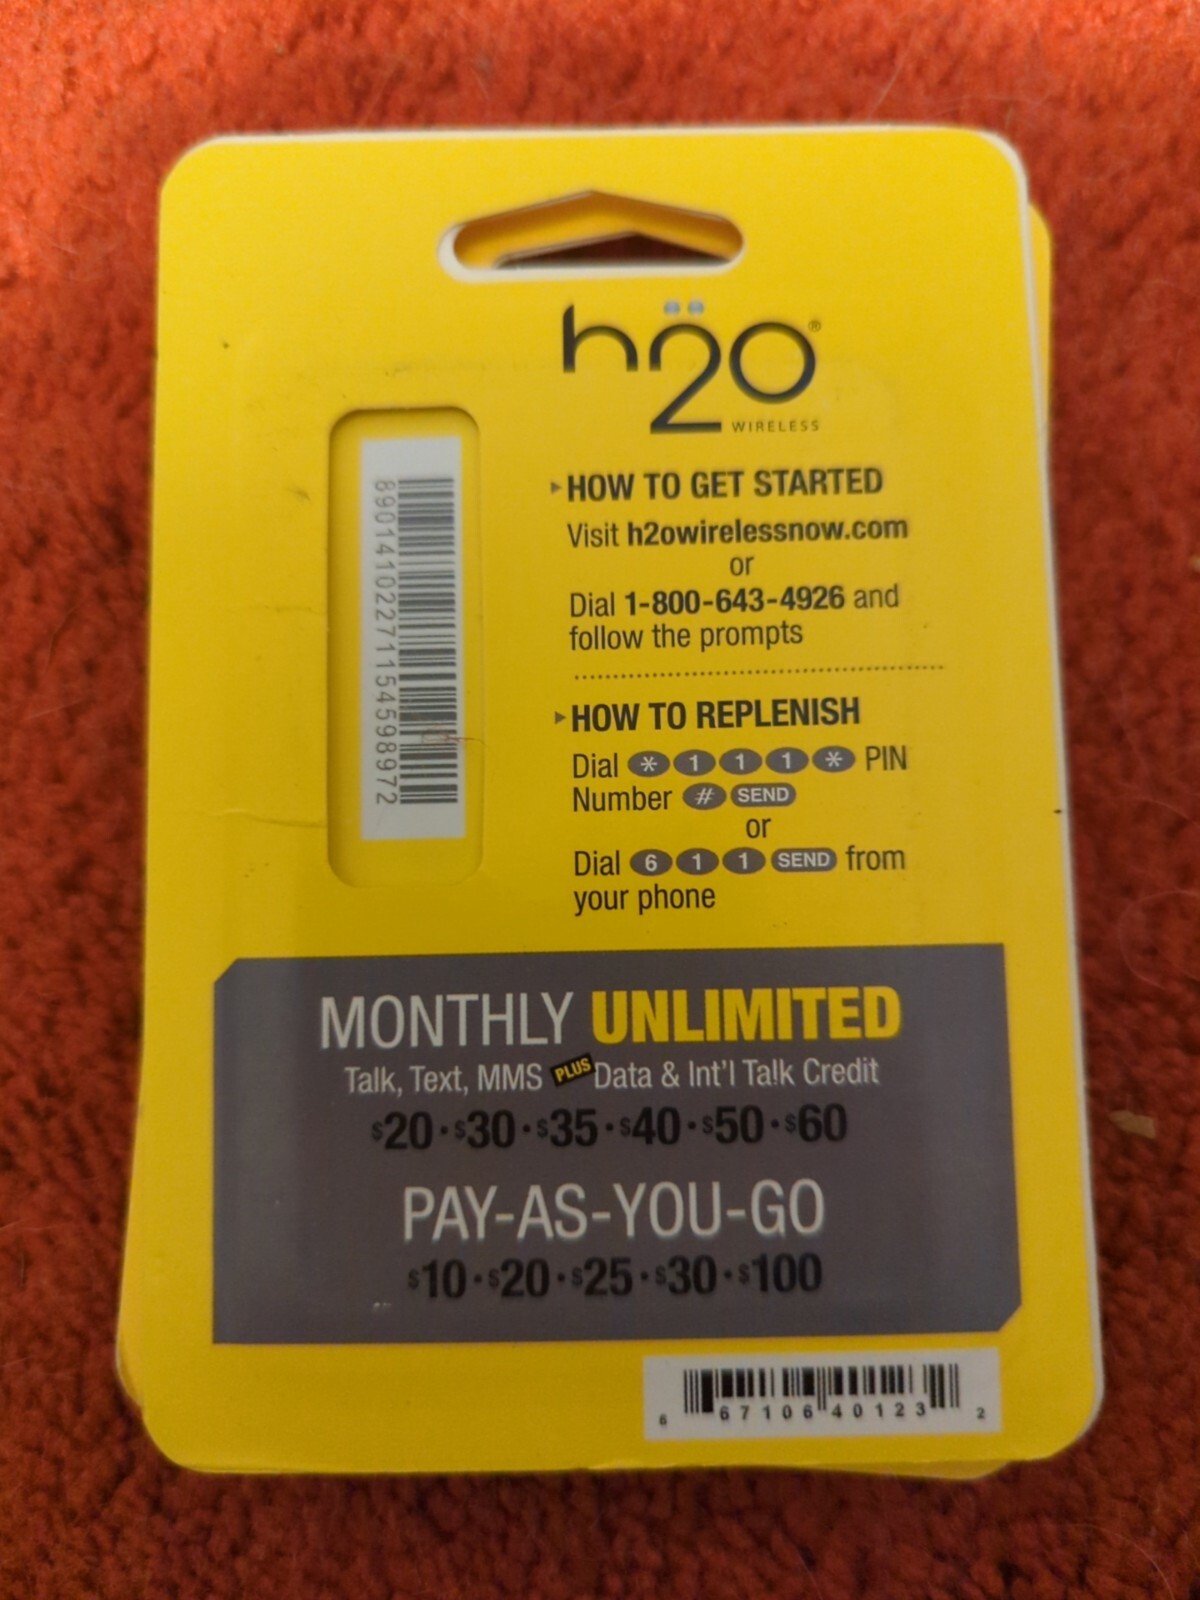 h2o®
WIRELESS
89014102271154598972
▸HOW TO GET STARTED
Visit h2owirelessnow.com
or
Dial 1-800-643-4926 and
follow the prompts
▸HOW TO REPLENISH
Dial * 1 1 1 * PIN
Number # SEND
or
Dial 6 1 1 SEND from
your phone
MONTHLY UNLIMITED
Talk, Text, MMS PLUS Data & Int'l Talk Credit
$20 · $30 · $35 · $40 · $50 · $60
PAY-AS-YOU-GO
$10 · $20 · $25 · $30 · $100
6 67106 40123 2